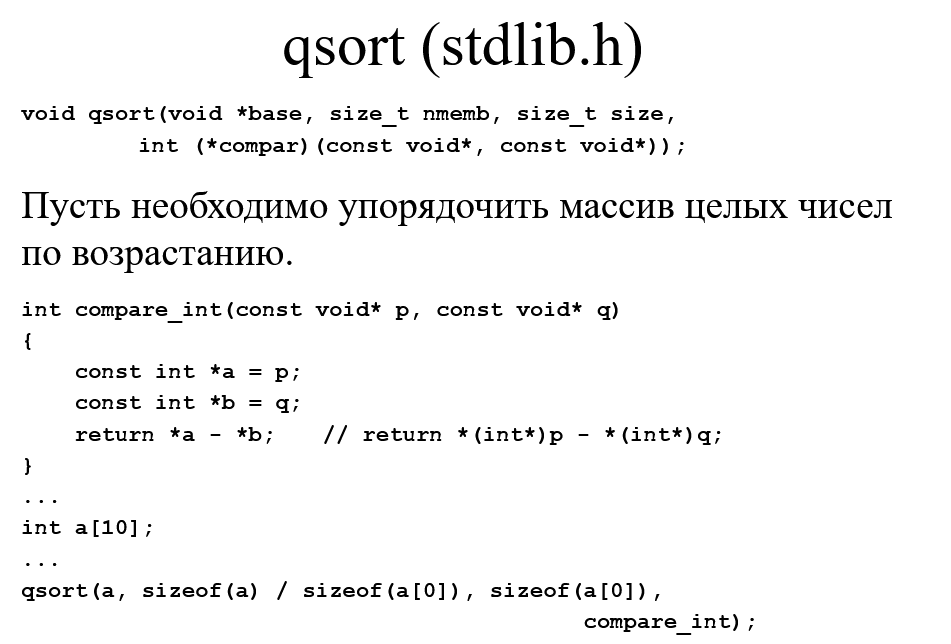 qsort (stdlib.h)
void qsort(void *base, size_t nmemb, size_t size,
int (*compar)(const void*, const void*));
Пусть необходимо упорядочить массив целых чисел
по возрастанию.
int compare_int(const void* p, const void* q)
{
const int *a = p;
const int *b = q;
return *a - *b; // return *(int*)p - *(int*)q;
}
...
int a[10];
...
qsort(a, sizeof(a) / sizeof(a[0]), sizeof(a[0]),
compare_int);